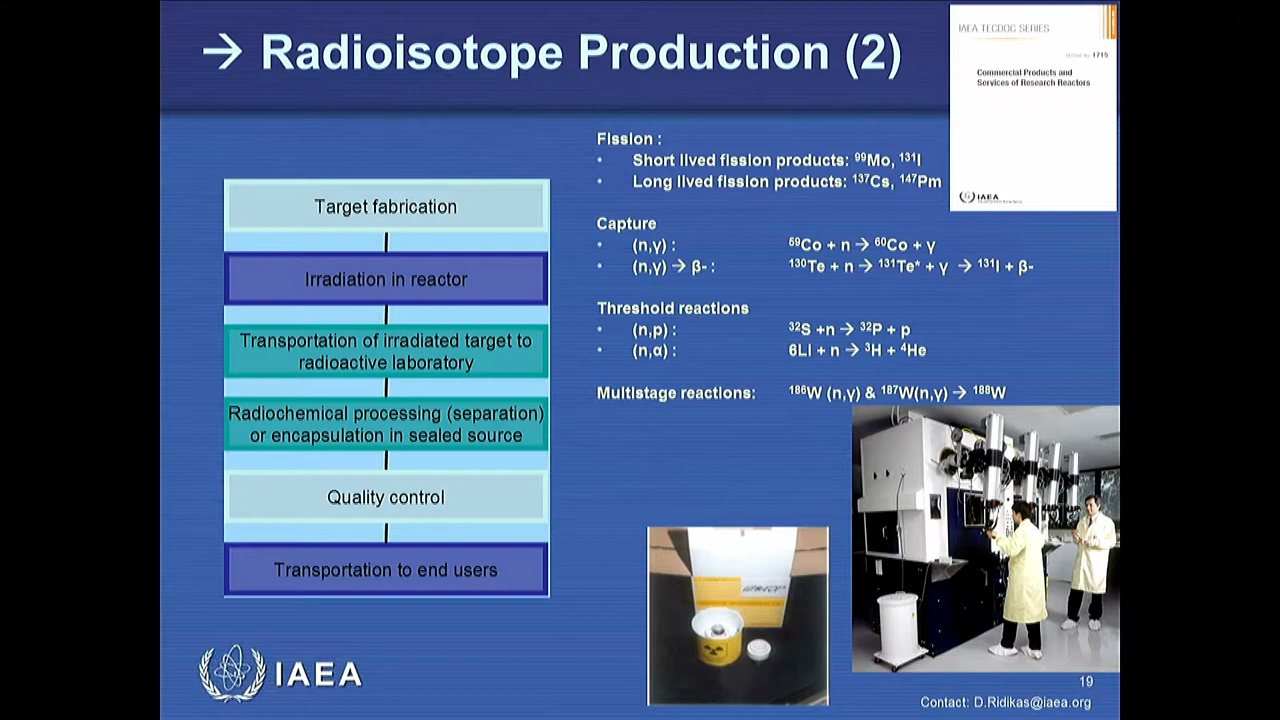 → Radioisotope Production (2)
IAEA TECDOC SERIES
1715
Commercial Products and
Services of Research Reactors
IAEA
Target fabrication
Irradiation in reactor
Transportation of irradiated target to
radioactive laboratory
Radiochemical processing (separation)
or encapsulation in sealed source
Quality control
Transportation to end users
Fission :
• Short lived fission products: ⁹⁹Mo, ¹³¹I
• Long lived fission products: ¹³⁷Cs, ¹⁴⁷Pm
Capture
• (n,γ) : ⁵⁹Co + n → ⁶⁰Co + γ
• (n,γ) → β- : ¹³⁰Te + n → ¹³¹Te* + γ → ¹³¹I + β-
Threshold reactions
• (n,p) : ³²S +n → ³²P + p
• (n,α) : 6Li + n → ³H + ⁴He
Multistage reactions: ¹⁸⁶W (n,γ) & ¹⁸⁷W(n,γ) → ¹⁸⁸W
IAEA
19
Contact: D.Ridikas@iaea.org